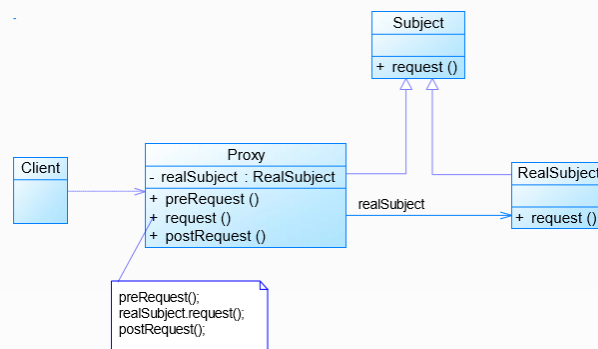 Subject
+ request ()
Client
Proxy
- realSubject : RealSubject
+ preRequest ()
+ request ()
+ postRequest ()
realSubject
RealSubject
+ request ()
preRequest();
realSubject.request();
postRequest();